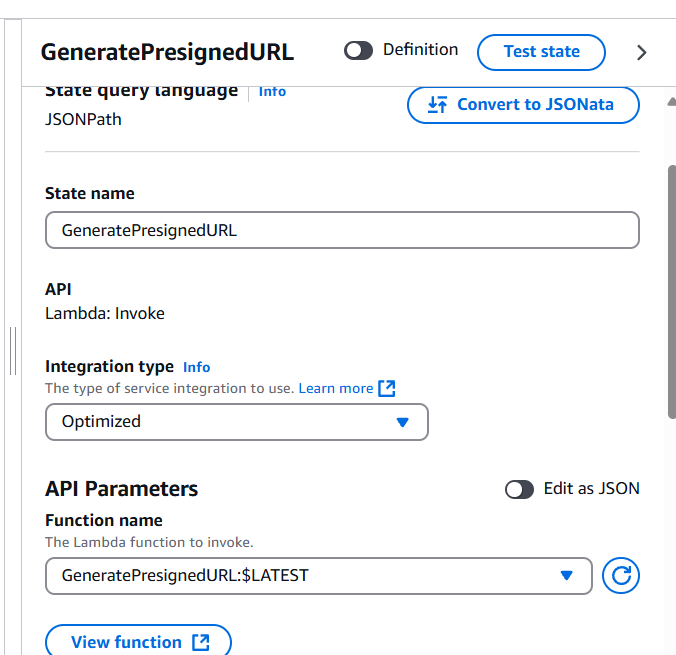 GeneratePresignedURL Definition Test state
State query language Info
JSONPath Convert to JSONata
State name
GeneratePresignedURL
API
Lambda: Invoke
Integration type Info
The type of service integration to use. Learn more
Optimized
API Parameters Edit as JSON
Function name
The Lambda function to invoke.
GeneratePresignedURL:$LATEST
View function